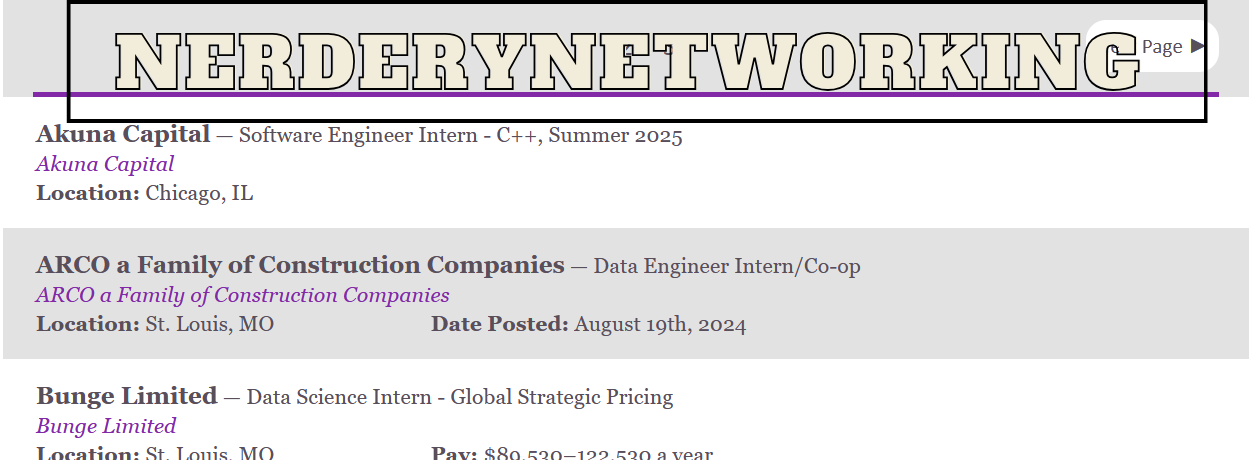 NERDERYNETWORKING
Page ▶
Akuna Capital — Software Engineer Intern - C++, Summer 2025
Akuna Capital
Location: Chicago, IL
ARCO a Family of Construction Companies — Data Engineer Intern/Co-op
ARCO a Family of Construction Companies
Location: St. Louis, MO Date Posted: August 19th, 2024
Bunge Limited — Data Science Intern - Global Strategic Pricing
Bunge Limited
Location: St. Louis, MO Pay: $89,530–122,530 a year